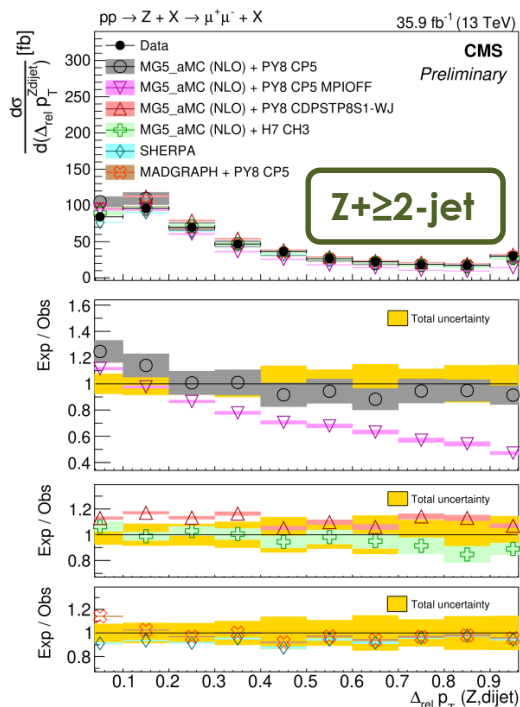 pp → Z + X → μ⁺μ⁻ + X
35.9 fb⁻¹ (13 TeV)
dσ
d(Δrel pT^Zdijet)
[fb]
CMS
Preliminary
Data
MG5_aMC (NLO) + PY8 CP5
MG5_aMC (NLO) + PY8 CP5 MPIOFF
MG5_aMC (NLO) + PY8 CDPSTP8S1-WJ
MG5_aMC (NLO) + H7 CH3
SHERPA
MADGRAPH + PY8 CP5
Z+≥2-jet
350
300
250
200
150
100
50
0
Exp / Obs
1.6
1.4
1.2
1
0.8
0.6
0.4
Total uncertainty
Exp / Obs
1.2
1
0.8
Exp / Obs
1.2
1
0.8
Total uncertainty
0.1 0.2 0.3 0.4 0.5 0.6 0.7 0.8 0.9
Δrel pT (Z,dijet)